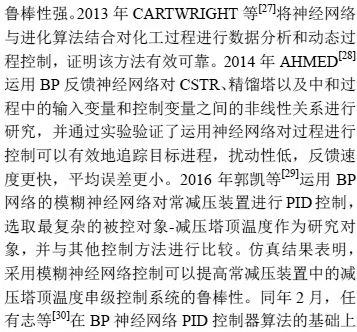 鲁棒性强。2013 年 CARTWRIGHT 等[27]将神经网络
与进化算法结合对化工过程进行数据分析和动态过
程控制，证明该方法有效可靠。2014 年 AHMED[28]
运用 BP 反馈神经网络对 CSTR、精馏塔以及中和过
程中的输入变量和控制变量之间的非线性关系进行
研究，并通过实验验证了运用神经网络对过程进行
控制可以有效地追踪目标进程，扰动性低，反馈速
度更快，平均误差更小。2016 年郭凯等[29]运用 BP
网络的模糊神经网络对常减压装置进行 PID 控制，
选取最复杂的被控对象-减压塔顶温度作为研究对
象，并与其他控制方法进行比较。仿真结果表明，
采用模糊神经网络控制可以提高常减压装置中的减
压塔顶温度串级控制系统的鲁棒性。同年 2 月，任
有志等[30]在 BP 神经网络 PID 控制器算法的基础上